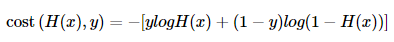 cost (H(x), y) = −[ylogH(x) + (1 − y)log(1 − H(x))]